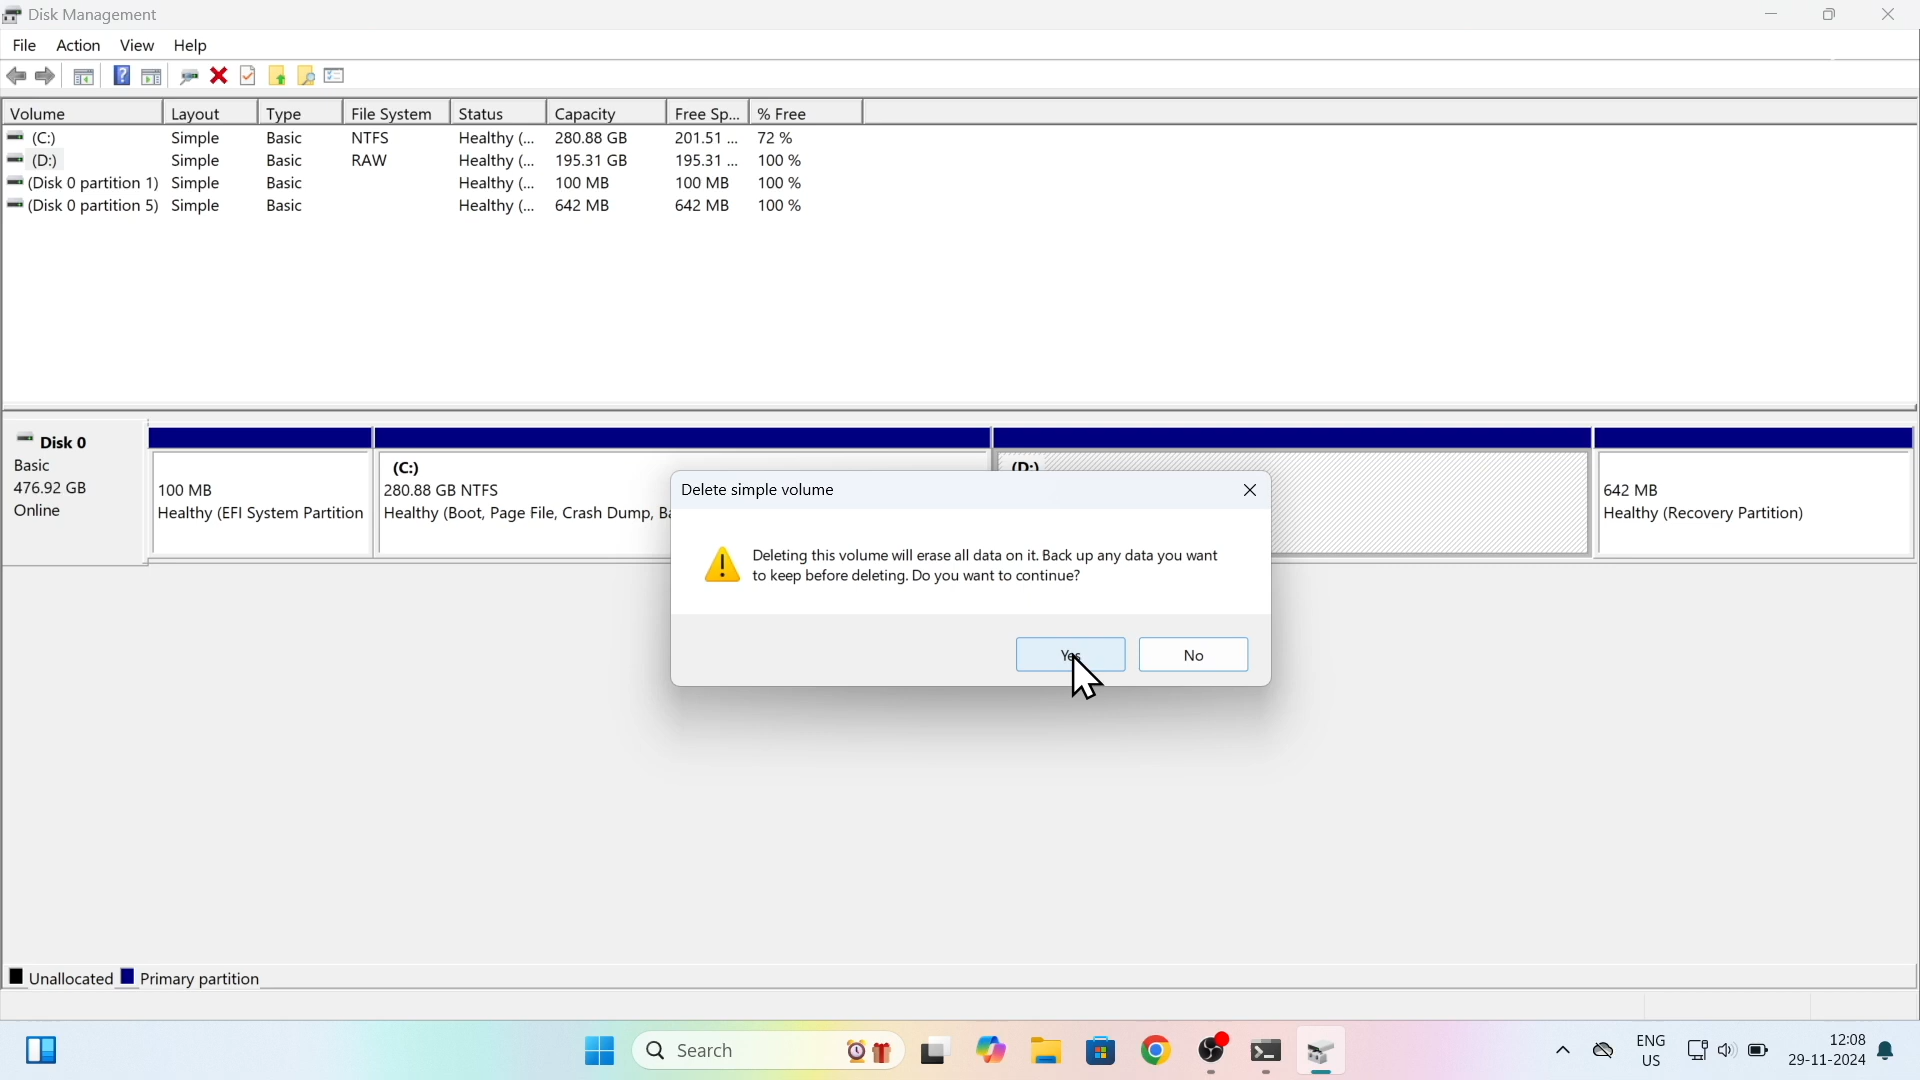 Disk Management
File Action View Help
Volume Layout Type File System Status Capacity Free Sp... % Free
(C:) Simple Basic NTFS Healthy (... 280.88 GB 201.51 ... 72 %
(D:) Simple Basic RAW Healthy (... 195.31 GB 195.31 ... 100 %
(Disk 0 partition 1) Simple Basic Healthy (... 100 MB 100 MB 100 %
(Disk 0 partition 5) Simple Basic Healthy (... 642 MB 642 MB 100 %
Disk 0
Basic
476.92 GB
Online
100 MB
Healthy (EFI System Partition
(C:)
280.88 GB NTFS
Healthy (Boot, Page File, Crash Dump, Ba
(D:)
642 MB
Healthy (Recovery Partition)
Delete simple volume
Deleting this volume will erase all data on it. Back up any data you want
to keep before deleting. Do you want to continue?
Yes No
Unallocated Primary partition
Search
ENG
US
12:08
29-11-2024